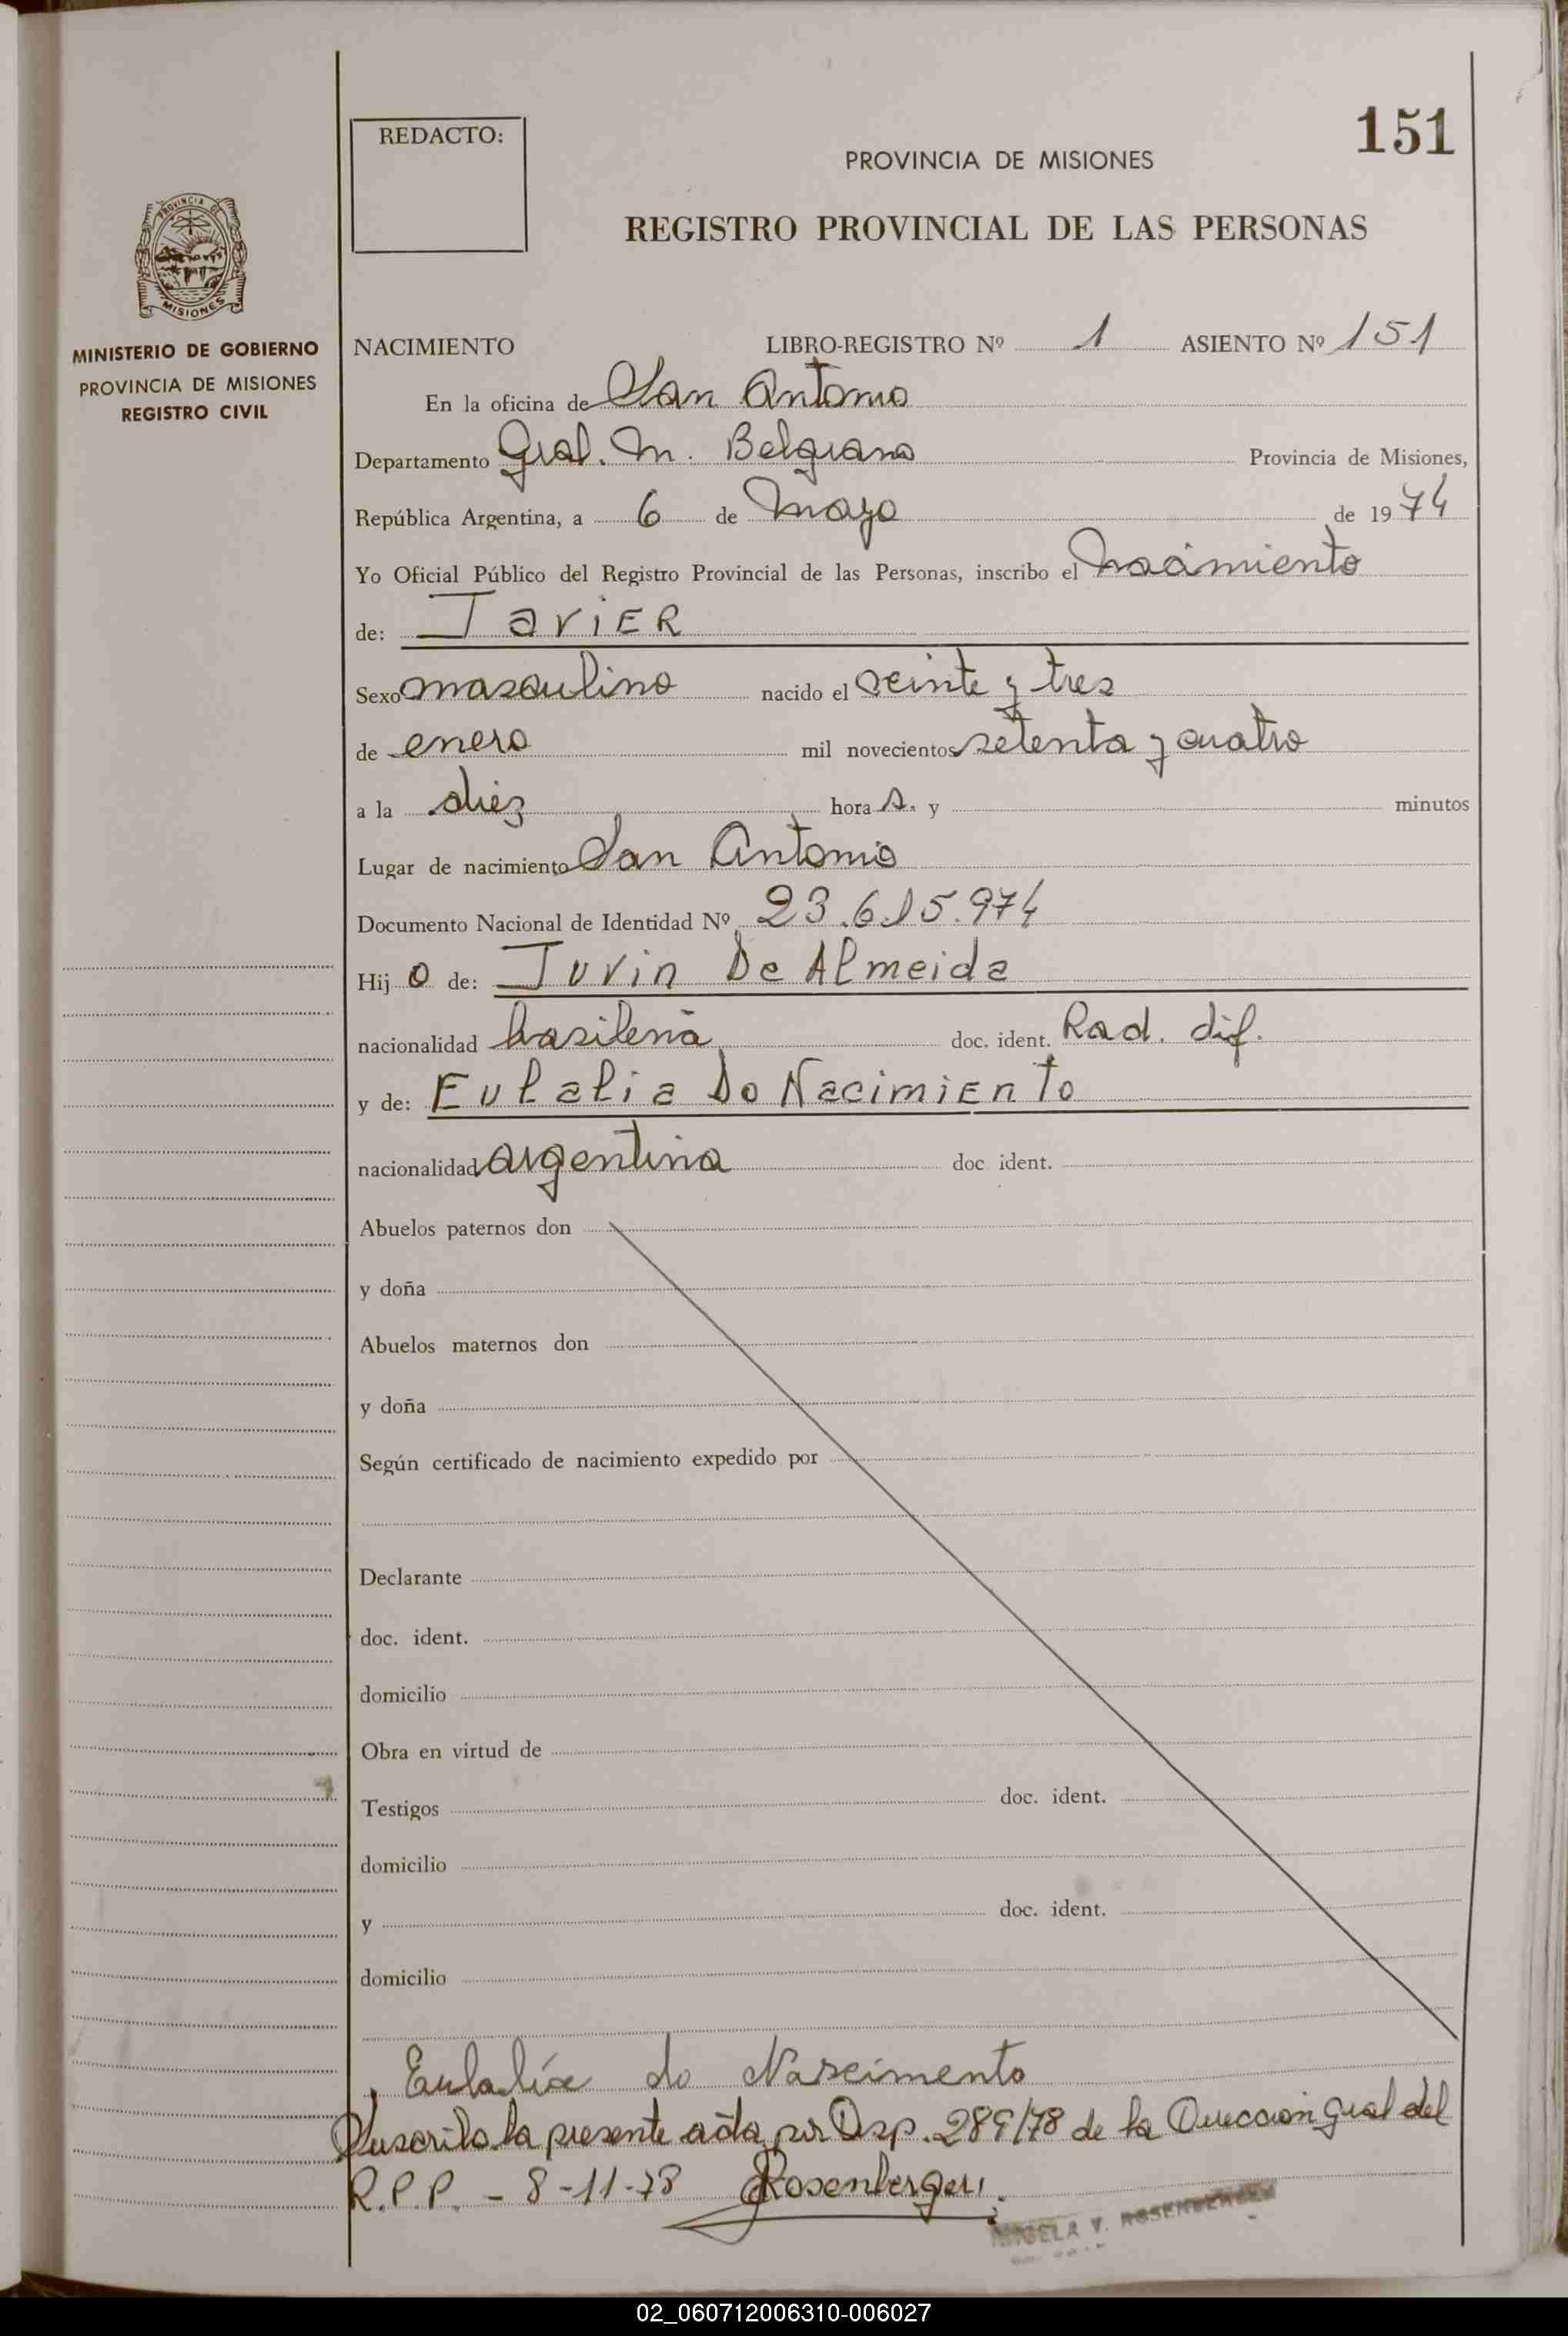 151
REDACTO:
PROVINCIA DE MISIONES
REGISTRO PROVINCIAL DE LAS PERSONAS
PROVINCIA DE
MISIONES
MINISTERIO DE GOBIERNO
PROVINCIA DE MISIONES
REGISTRO CIVIL
NACIMIENTO LIBRO-REGISTRO Nº 1 ASIENTO Nº 151
En la oficina de San Antonio
Departamento Gral. M. Belgrano Provincia de Misiones,
República Argentina, a 6 de Mayo de 1974
Yo Oficial Público del Registro Provincial de las Personas, inscribo el Nacimiento
de: JaviER
Sexo masculino nacido el veinte y tres
de enero mil novecientos setenta y cuatro
a la diez hora s. y minutos
Lugar de nacimiento San Antonio
Documento Nacional de Identidad Nº 23.615.974
Hijo de: Juvin De Almeida
nacionalidad brasilena doc. ident. Rad. dif.
y de: Eulalia Do Nacimiento
nacionalidad argentina doc. ident.
Abuelos paternos don
y doña
Abuelos maternos don
y doña
Según certificado de nacimiento expedido por
Declarante
doc. ident.
domicilio
Obra en virtud de
Testigos doc. ident.
domicilio
y doc. ident.
domicilio
Eulalía do Nascimento
la presente acta por Disp. 289/78 de la Dirección Gral del
R.P.P. - 8-11-78 Rosenberger
V. ROSENBERGER
02_060712006310-006027